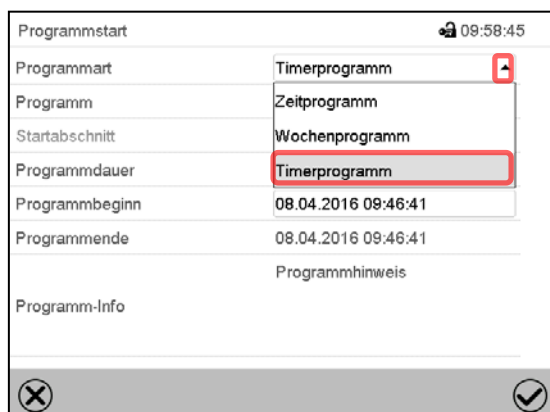 Programmstart 09:58:45
Programmart Timerprogramm
Programm Zeitprogramm
Startabschnitt Wochenprogramm
Programmdauer Timerprogramm
Programmbeginn 08.04.2016 09:46:41
Programmende 08.04.2016 09:46:41
Programmhinweis
Programm-Info